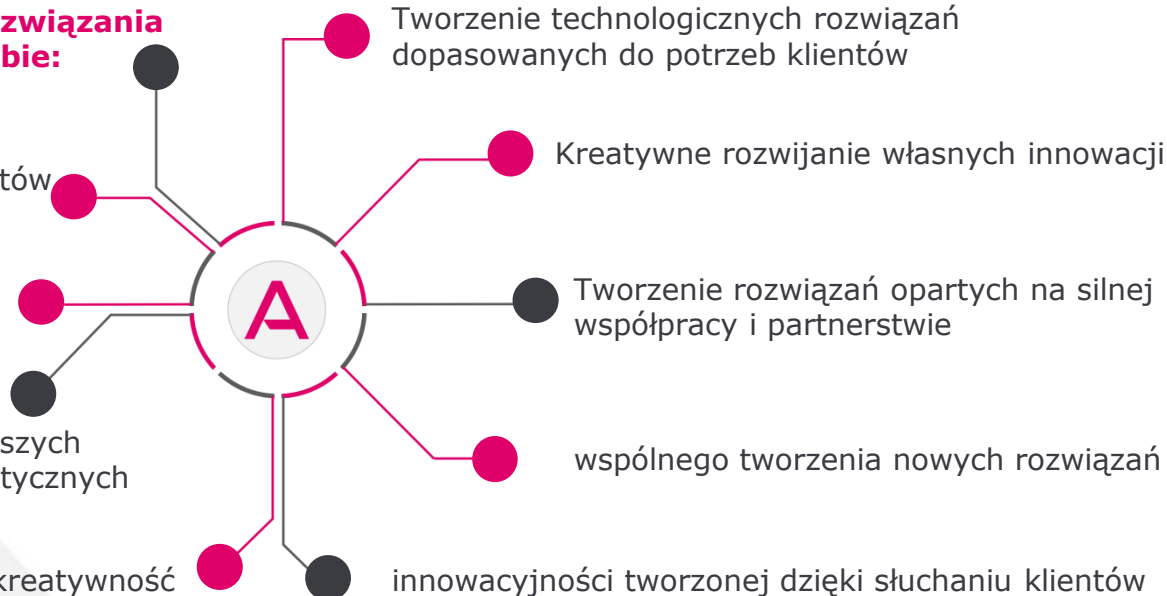 związania
bie:
Tworzenie technologicznych rozwiązań
dopasowanych do potrzeb klientów
Kreatywne rozwijanie własnych innowacji
tów
Tworzenie rozwiązań opartych na silnej
współpracy i partnerstwie
A
szych
tycznych
wspólnego tworzenia nowych rozwiązań
kreatywność
innowacyjności tworzonej dzięki słuchaniu klientów